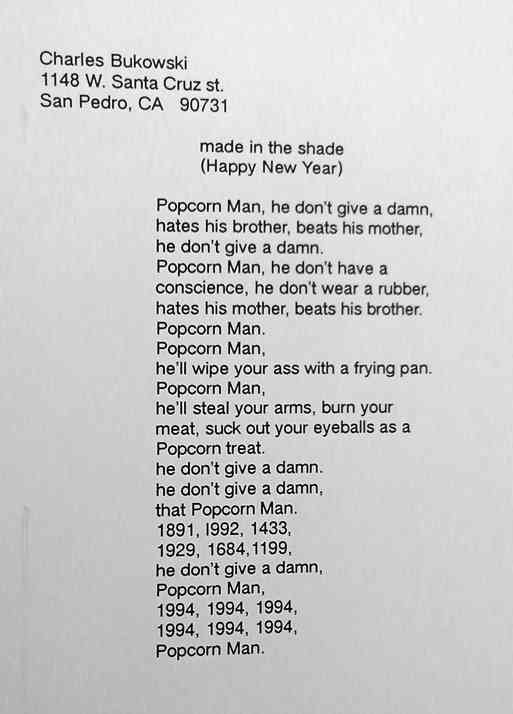 Charles Bukowski
1148 W. Santa Cruz st.
San Pedro, CA 90731
made in the shade
(Happy New Year)
Popcorn Man, he don't give a damn,
hates his brother, beats his mother,
he don't give a damn.
Popcorn Man, he don't have a
conscience, he don't wear a rubber,
hates his mother, beats his brother.
Popcorn Man.
Popcorn Man,
he'll wipe your ass with a frying pan.
Popcorn Man,
he'll steal your arms, burn your
meat, suck out your eyeballs as a
Popcorn treat.
he don't give a damn.
he don't give a damn,
that Popcorn Man.
1891, l992, 1433,
1929, 1684,1199,
he don't give a damn,
Popcorn Man,
1994, 1994, 1994,
1994, 1994, 1994,
Popcorn Man.